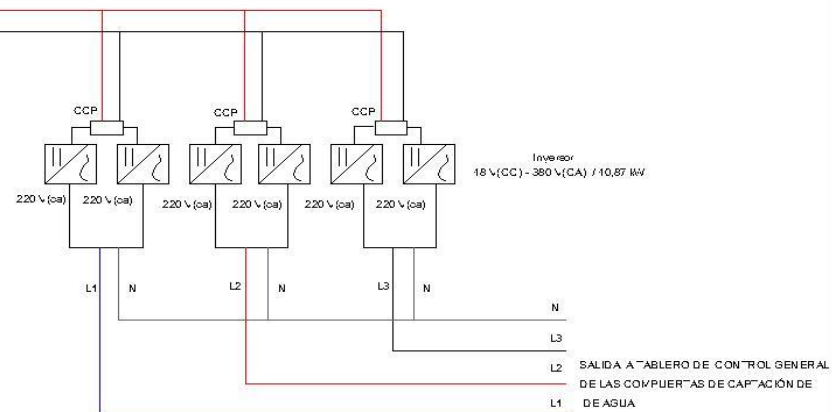 CCP
CCP
CCP
Inversor
48 V(CC) - 380 V(CA) / 10,87 kW
220 V (ca)
220 V (ca)
220 V (ca)
220 V (ca)
220 V (ca)
220 V (ca)
L1
N
L2
N
L3
N
N
L3
L2
SALIDA A TABLERO DE CONTROL GENERAL
DE LAS COMPUERTAS DE CAPTACIÓN DE
L1
DE AGUA